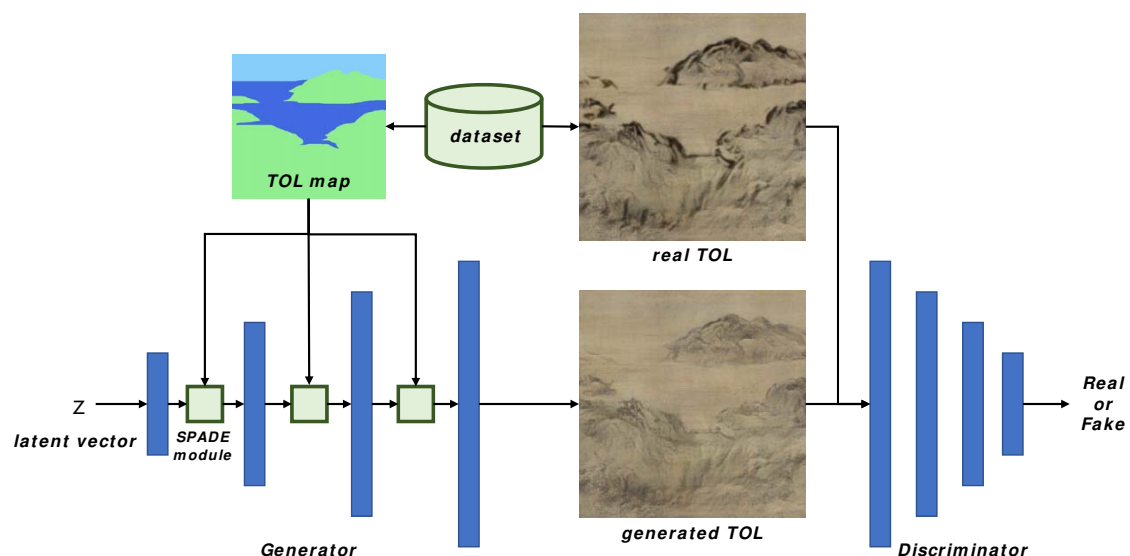 dataset
TOL map
real TOL
Z
latent vector
SPADE
module
Real
or
Fake
Generator
generated TOL
Discriminator